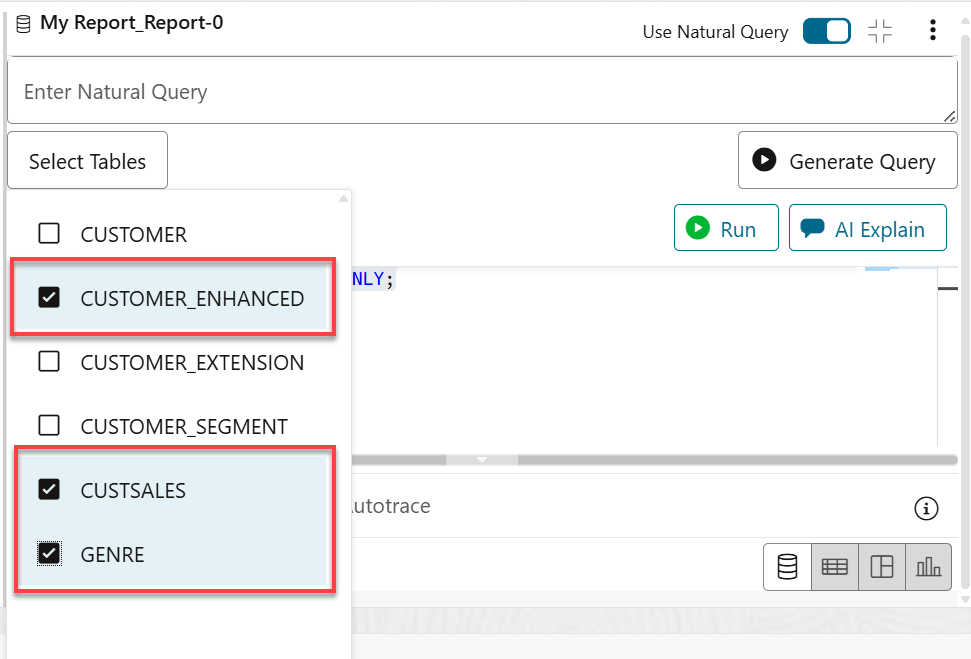 My Report_Report-0
Use Natural Query
Enter Natural Query
Select Tables
Generate Query
CUSTOMER
Run
AI Explain
NLY;
CUSTOMER_ENHANCED
CUSTOMER_EXTENSION
CUSTOMER_SEGMENT
CUSTSALES
utotrace
GENRE